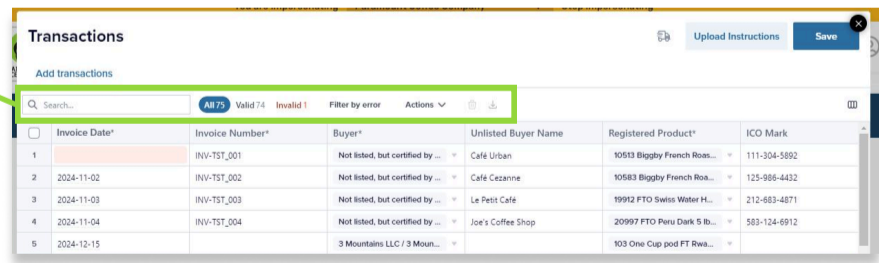 Transactions
Upload Instructions
Save
Add transactions
Search...
All 75 Valid 74 Invalid 1 Filter by error Actions
Invoice Date* Invoice Number* Buyer* Unlisted Buyer Name Registered Product* ICO Mark
1 INV-TST_001 Not listed, but certified by ... Café Urban 10513 Biggby French Roas... 111-304-5892
2 2024-11-02 INV-TST_002 Not listed, but certified by ... Café Cezanne 10583 Biggby French Roa... 125-986-4432
3 2024-11-03 INV-TST_003 Not listed, but certified by ... Le Petit Café 19912 FTO Swiss Water H... 212-683-4871
4 2024-11-04 INV-TST_004 Not listed, but certified by ... Joe's Coffee Shop 20997 FTO Peru Dark 5 lb... 583-124-6912
5 2024-12-15 3 Mountains LLC / 3 Moun... 103 One Cup pod FT Rwa...